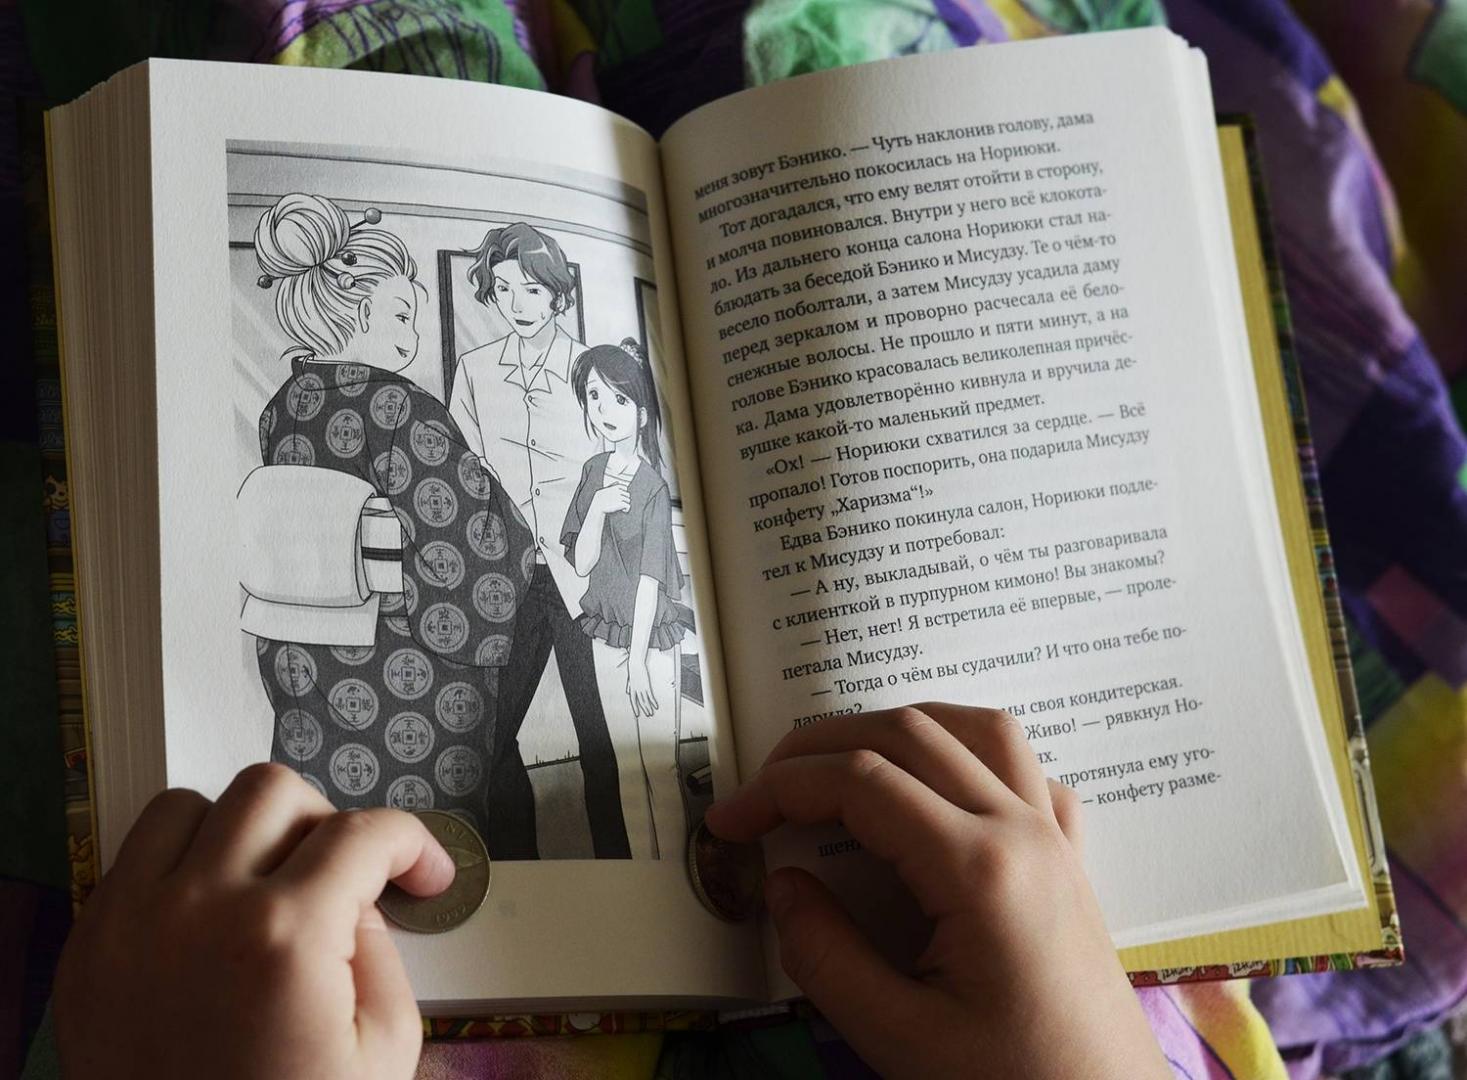 меня зовут Бэнико. — Чуть наклонив голову, дама
многозначительно покосилась на Нориюки.
Тот догадался, что ему велят отойти в сторону,
и молча повиновался. Внутри у него всё клокота-
ло. Из дальнего конца салона Нориюки стал на-
блюдать за беседой Бэнико и Мисудзу. Те о чём-то
весело поболтали, а затем Мисудзу усадила даму
перед зеркалом и проворно расчесала её бело-
снежные волосы. Не прошло и пяти минут, а на
голове Бэнико красовалась великолепная причёс-
ка. Дама удовлетворённо кивнула и вручила де-
вушке какой-то маленький предмет.
«Ох! — Нориюки схватился за сердце. — Всё
пропало! Готов поспорить, она подарила Мисудзу
конфету „Харизма“!»
Едва Бэнико покинула салон, Нориюки подле-
тел к Мисудзу и потребовал:
— А ну, выкладывай, о чём ты разговаривала
с клиенткой в пурпурном кимоно! Вы знакомы?
— Нет, нет! Я встретила её впервые, — проле-
петала Мисудзу.
— Тогда о чём вы судачили? И что она тебе по-
дарила?
мы своя кондитерская.
Живо! — рявкнул Но-
ях.
протянула ему уго-
— конфету разме-
щен
1992